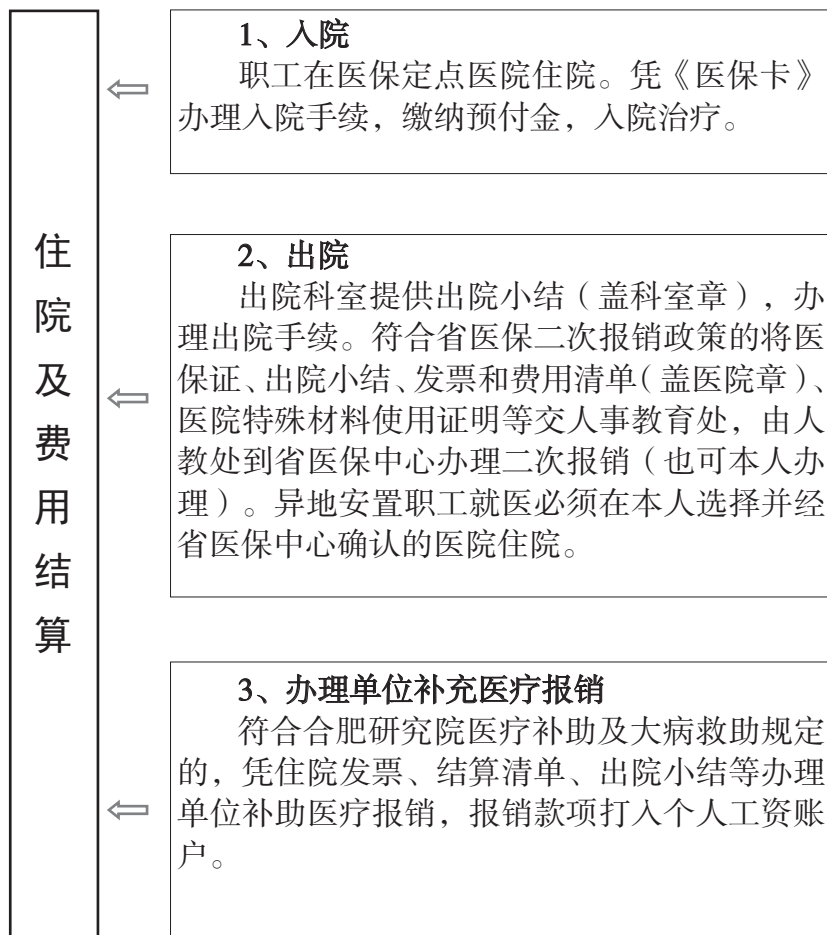 住院及费用结算
1、入院
职工在医保定点医院住院。凭《医保卡》
办理入院手续，缴纳预付金，入院治疗。
2、出院
出院科室提供出院小结（盖科室章），办
理出院手续。符合省医保二次报销政策的将医
保证、出院小结、发票和费用清单（盖医院章）、
医院特殊材料使用证明等交人事教育处，由人
教处到省医保中心办理二次报销（也可本人办
理）。异地安置职工就医必须在本人选择并经
省医保中心确认的医院住院。
3、办理单位补充医疗报销
符合合肥研究院医疗补助及大病救助规定
的，凭住院发票、结算清单、出院小结等办理
单位补助医疗报销，报销款项打入个人工资账
户。